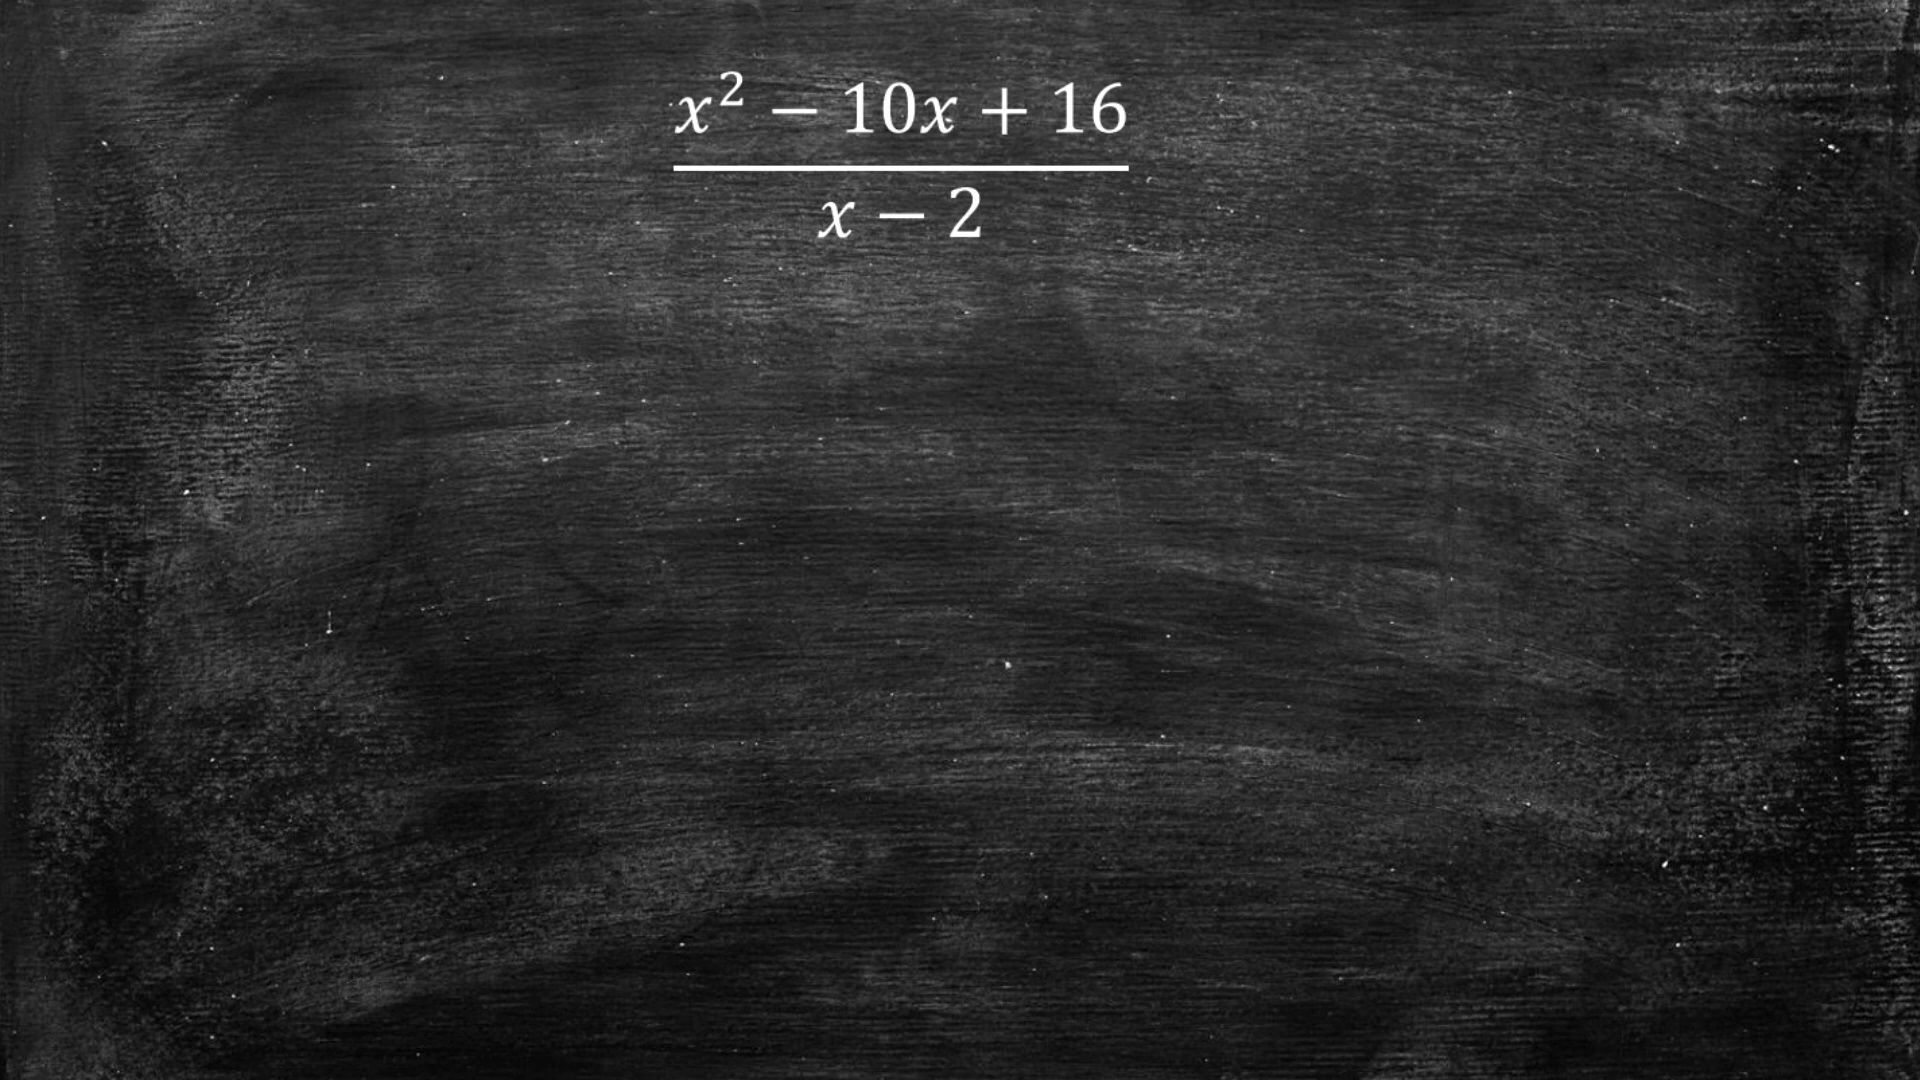 x² − 10x + 16
x − 2